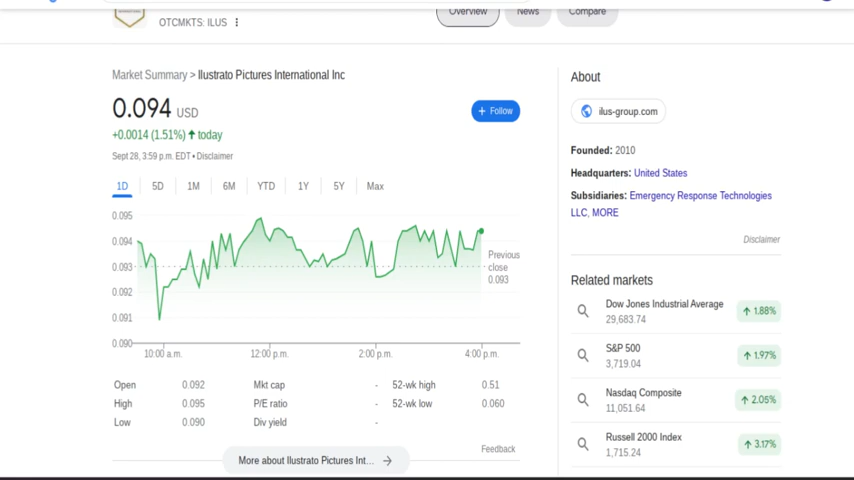 OTCMKTS: ILUS
Overview
News
Compare
Market Summary > Ilustrato Pictures International Inc
0.094 USD
+ Follow
+0.0014 (1.51%) ↑ today
Sept 28, 3:59 p.m. EDT • Disclaimer
1D 5D 1M 6M YTD 1Y 5Y Max
0.095
0.094
0.093
0.092
0.091
0.090
Previous
close
0.093
10:00 a.m. 12:00 p.m. 2:00 p.m. 4:00 p.m.
Open 0.092 Mkt cap - 52-wk high 0.51
High 0.095 P/E ratio - 52-wk low 0.060
Low 0.090 Div yield -
Feedback
More about Ilustrato Pictures Int... →
About
ilus-group.com
Founded: 2010
Headquarters: United States
Subsidiaries: Emergency Response Technologies
LLC, MORE
Disclaimer
Related markets
Dow Jones Industrial Average
29,683.74
↑ 1.88%
S&P 500
3,719.04
↑ 1.97%
Nasdaq Composite
11,051.64
↑ 2.05%
Russell 2000 Index
1,715.24
↑ 3.17%